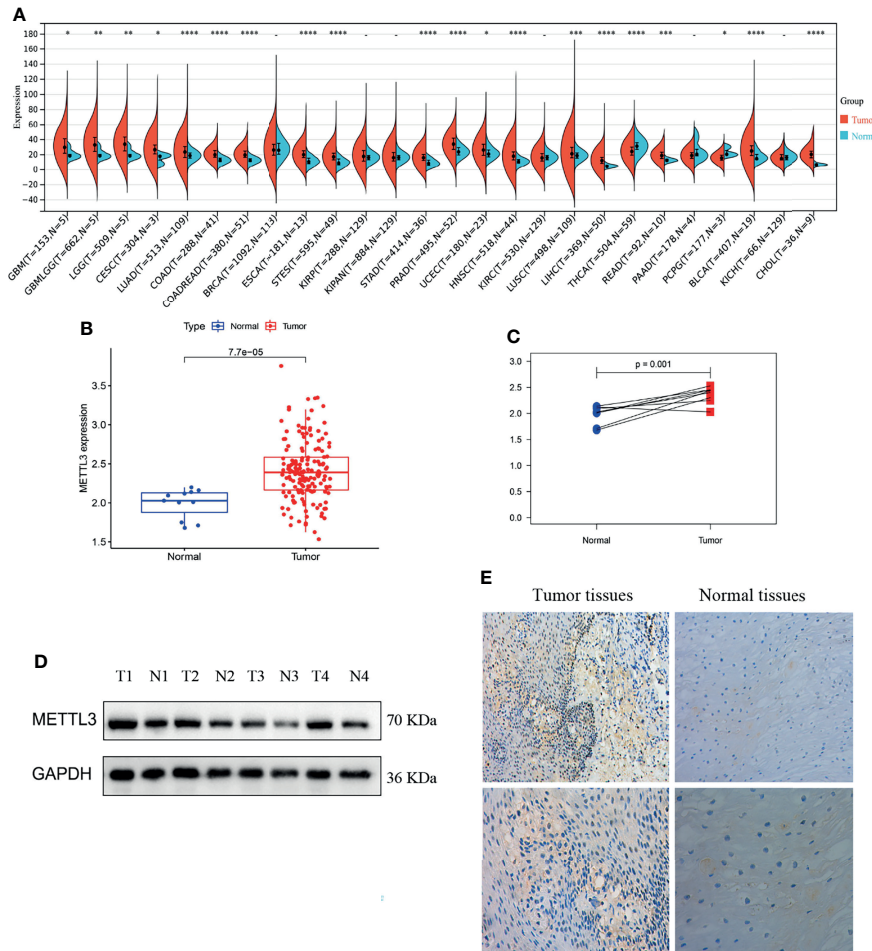 A
Expression
180
160
140
120
100
80
60
40
20
0
−20
−40
* ** ** * **** **** **** - **** **** - - **** **** * **** - *** **** **** *** - * **** - ****
Group
Tumo
Norm
GBM(T=153,N=5)
GBMLGG(T=662,N=5)
LGG(T=509,N=5)
CESC(T=304,N=3)
LUAD(T=513,N=109)
COAD(T=288,N=41)
COADREAD(T=380,N=51)
BRCA(T=1092,N=113)
ESCA(T=181,N=13)
STES(T=595,N=49)
KIRP(T=288,N=129)
KIPAN(T=884,N=129)
STAD(T=414,N=36)
PRAD(T=495,N=52)
UCEC(T=180,N=23)
HNSC(T=518,N=44)
KIRC(T=530,N=129)
LUSC(T=498,N=109)
LIHC(T=369,N=50)
THCA(T=504,N=59)
READ(T=92,N=10)
PAAD(T=178,N=4)
PCPG(T=177,N=3)
BLCA(T=407,N=19)
KICH(T=66,N=129)
CHOL(T=36,N=9)
B
Type Normal Tumor
7.7e−05
METTL3 expression
3.5
3.0
2.5
2.0
1.5
Normal Tumor
C
p = 0.001
3.0
2.5
2.0
1.5
1.0
0.5
0.0
Normal Tumor
D
T1 N1 T2 N2 T3 N3 T4 N4
METTL3 70 KDa
GAPDH 36 KDa
E
Tumor tissues Normal tissues